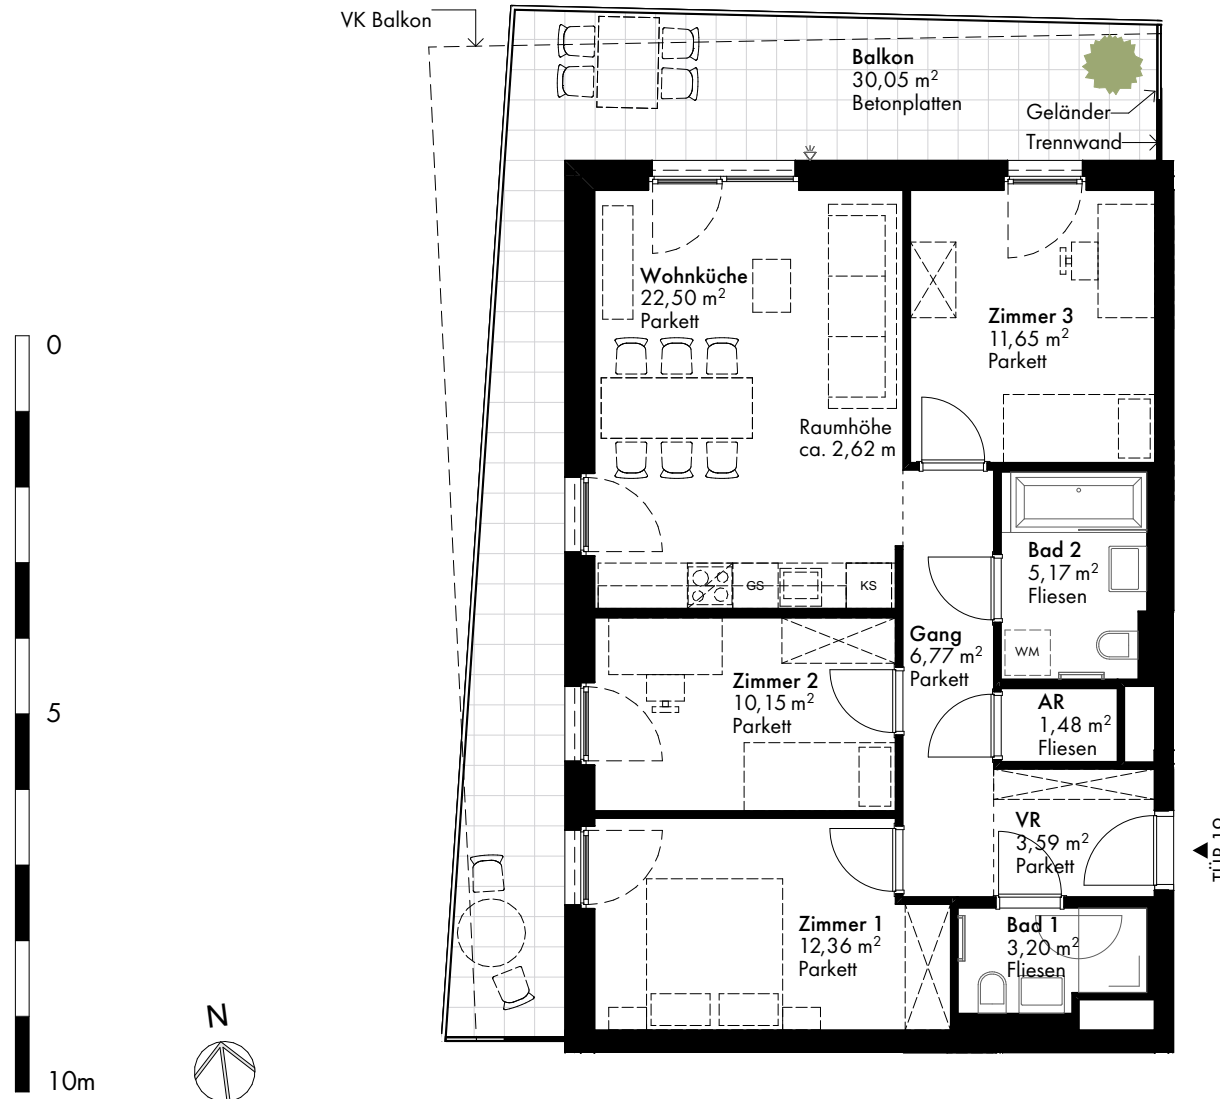 VK Balkon
Balkon
30,05 m²
Betonplatten
Geländer
Trennwand
Wohnküche
22,50 m²
Parkett
Zimmer 3
11,65 m²
Parkett
Raumhöhe
ca. 2,62 m
0
Bad 2
5,17 m²
Fliesen
GS
KS
Gang
6,77 m²
Parkett
WM
Zimmer 2
10,15 m²
Parkett
AR
1,48 m²
Fliesen
5
VR
3,59 m²
Parkett
Zimmer 1
12,36 m²
Parkett
Bad 1
3,20 m²
Fliesen
N
10m